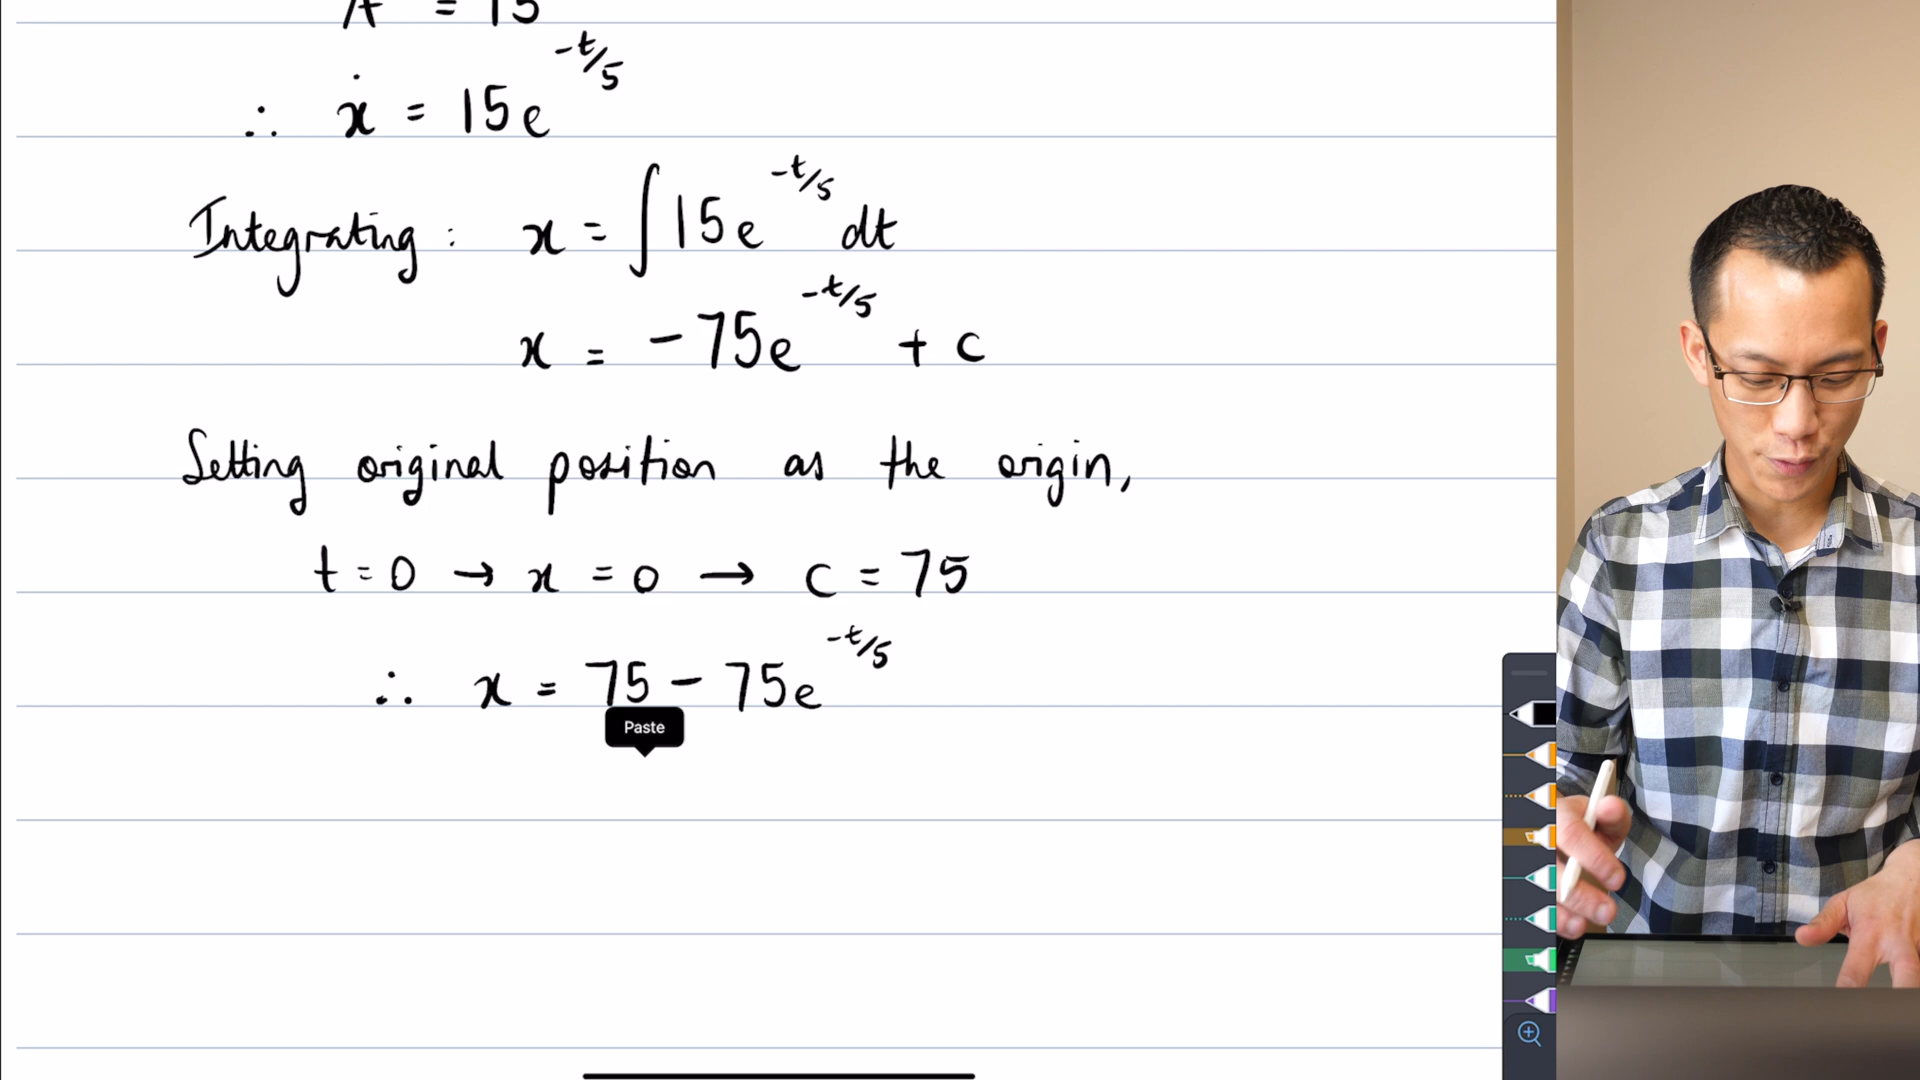 A = 15
∴ ẋ = 15e^{-t/5}
Integrating : x = ∫ 15e^{-t/5} dt
x = -75e^{-t/5} + c
Setting original position as the origin,
t = 0 → x = 0 → c = 75
∴ x = 75 - 75e^{-t/5}
Paste